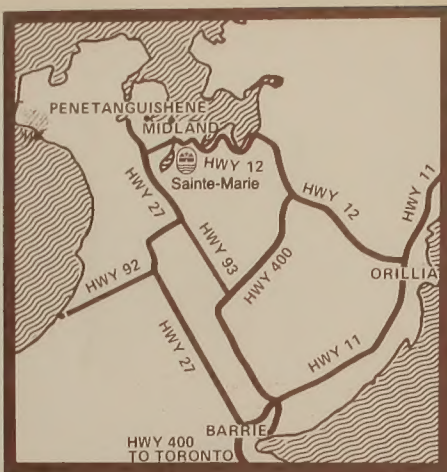 PENETANGUISHENE
MIDLAND
HWY 12
Sainte-Marie
HWY 12
HWY 11
HWY 27
HWY 93
HWY 400
HWY 92
ORILLIA
HWY 27
HWY 11
BARRIE
HWY 400
TO TORONTO